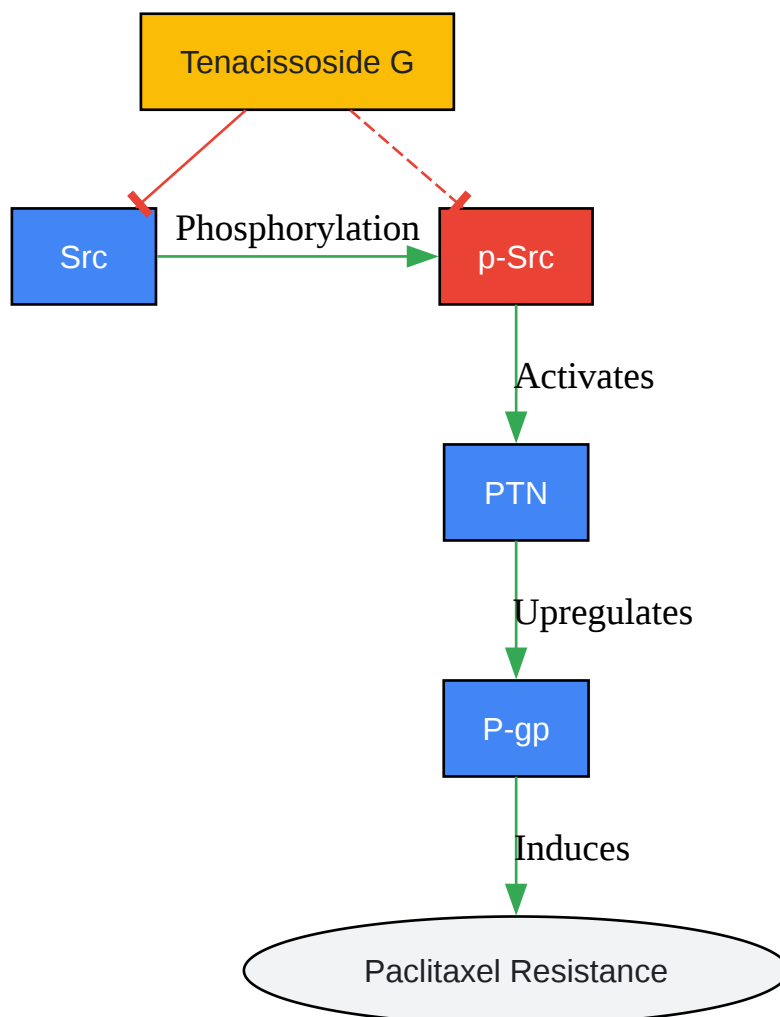 Tenacissoside G
Phosphorylation
Src
p-Src
Activates
PTN
Upregulates
P-gp
Induces
Paclitaxel Resistance